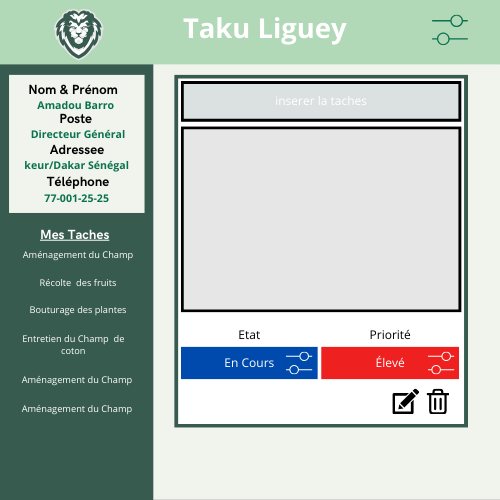 Taku Liguey
Nom & Prénom
Amadou Barro
Poste
Directeur Général
Adressee
keur/Dakar Sénégal
Téléphone
77-001-25-25
Mes Taches
Aménagement du Champ
Récolte des fruits
Bouturage des plantes
Entretien du Champ de
coton
Aménagement du Champ
Aménagement du Champ
inserer la taches
Etat
Priorité
En Cours
Élevé